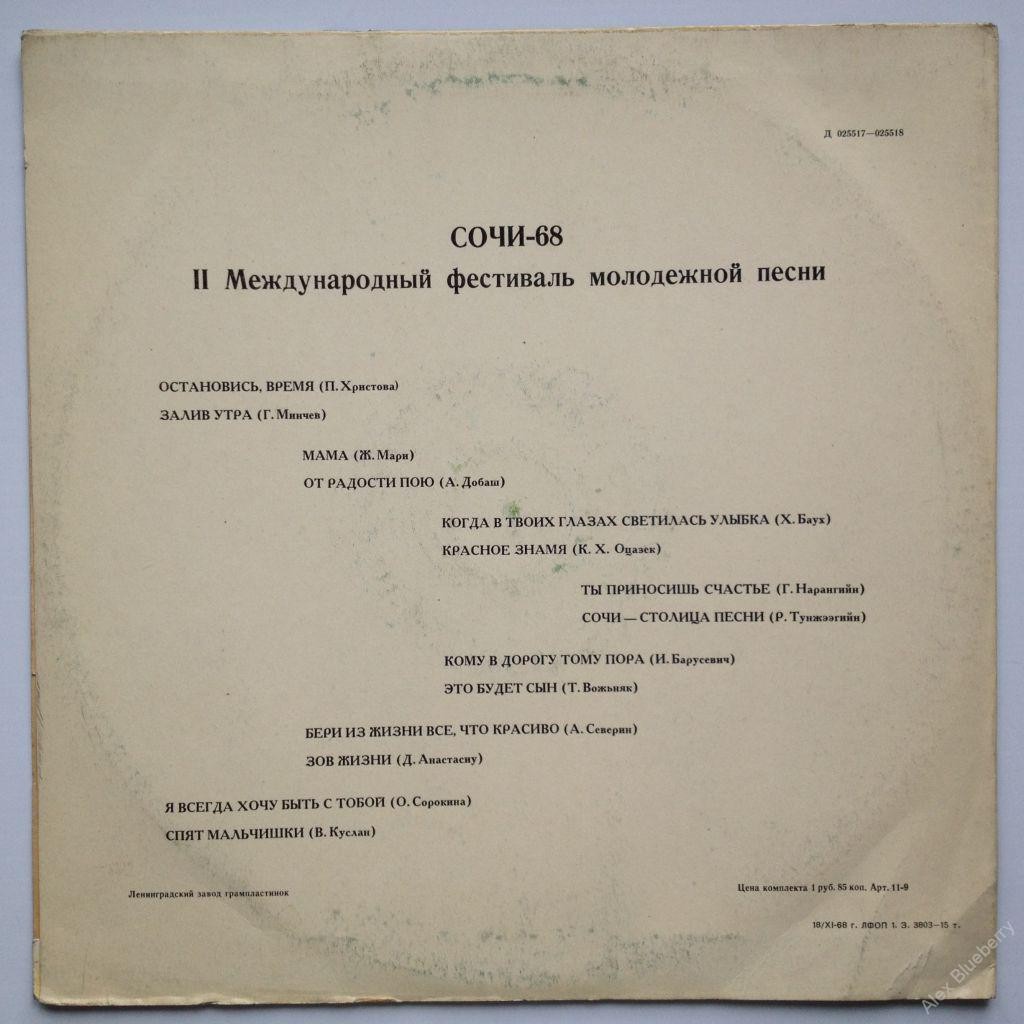 Д 025517—025518
СОЧИ-68
II Международный фестиваль молодежной песни
ОСТАНОВИСЬ, ВРЕМЯ (П. Христова)
ЗАЛИВ УТРА (Г. Минчев)
МАМА (Ж. Мари)
ОТ РАДОСТИ ПОЮ (А. Добаш)
КОГДА В ТВОИХ ГЛАЗАХ СВЕТИЛАСЬ УЛЫБКА (Х. Баух)
КРАСНОЕ ЗНАМЯ (К. Х. Оцазек)
ТЫ ПРИНОСИШЬ СЧАСТЬЕ (Г. Нарангийн)
СОЧИ — СТОЛИЦА ПЕСНИ (Р. Тунжээгийн)
КОМУ В ДОРОГУ ТОМУ ПОРА (И. Барусевич)
ЭТО БУДЕТ СЫН (Т. Вожьняк)
БЕРИ ИЗ ЖИЗНИ ВСЕ, ЧТО КРАСИВО (А. Северин)
ЗОВ ЖИЗНИ (Д. Анастасиу)
Я ВСЕГДА ХОЧУ БЫТЬ С ТОБОЙ (О. Сорокина)
СПЯТ МАЛЬЧИШКИ (В. Куслап)
Ленинградский завод грампластинок
Цена комплекта 1 руб. 85 коп. Арт. 11-9
18/XI-68 г. ЛФОП 1. З. 3803—15 т.
Alex Blueberry